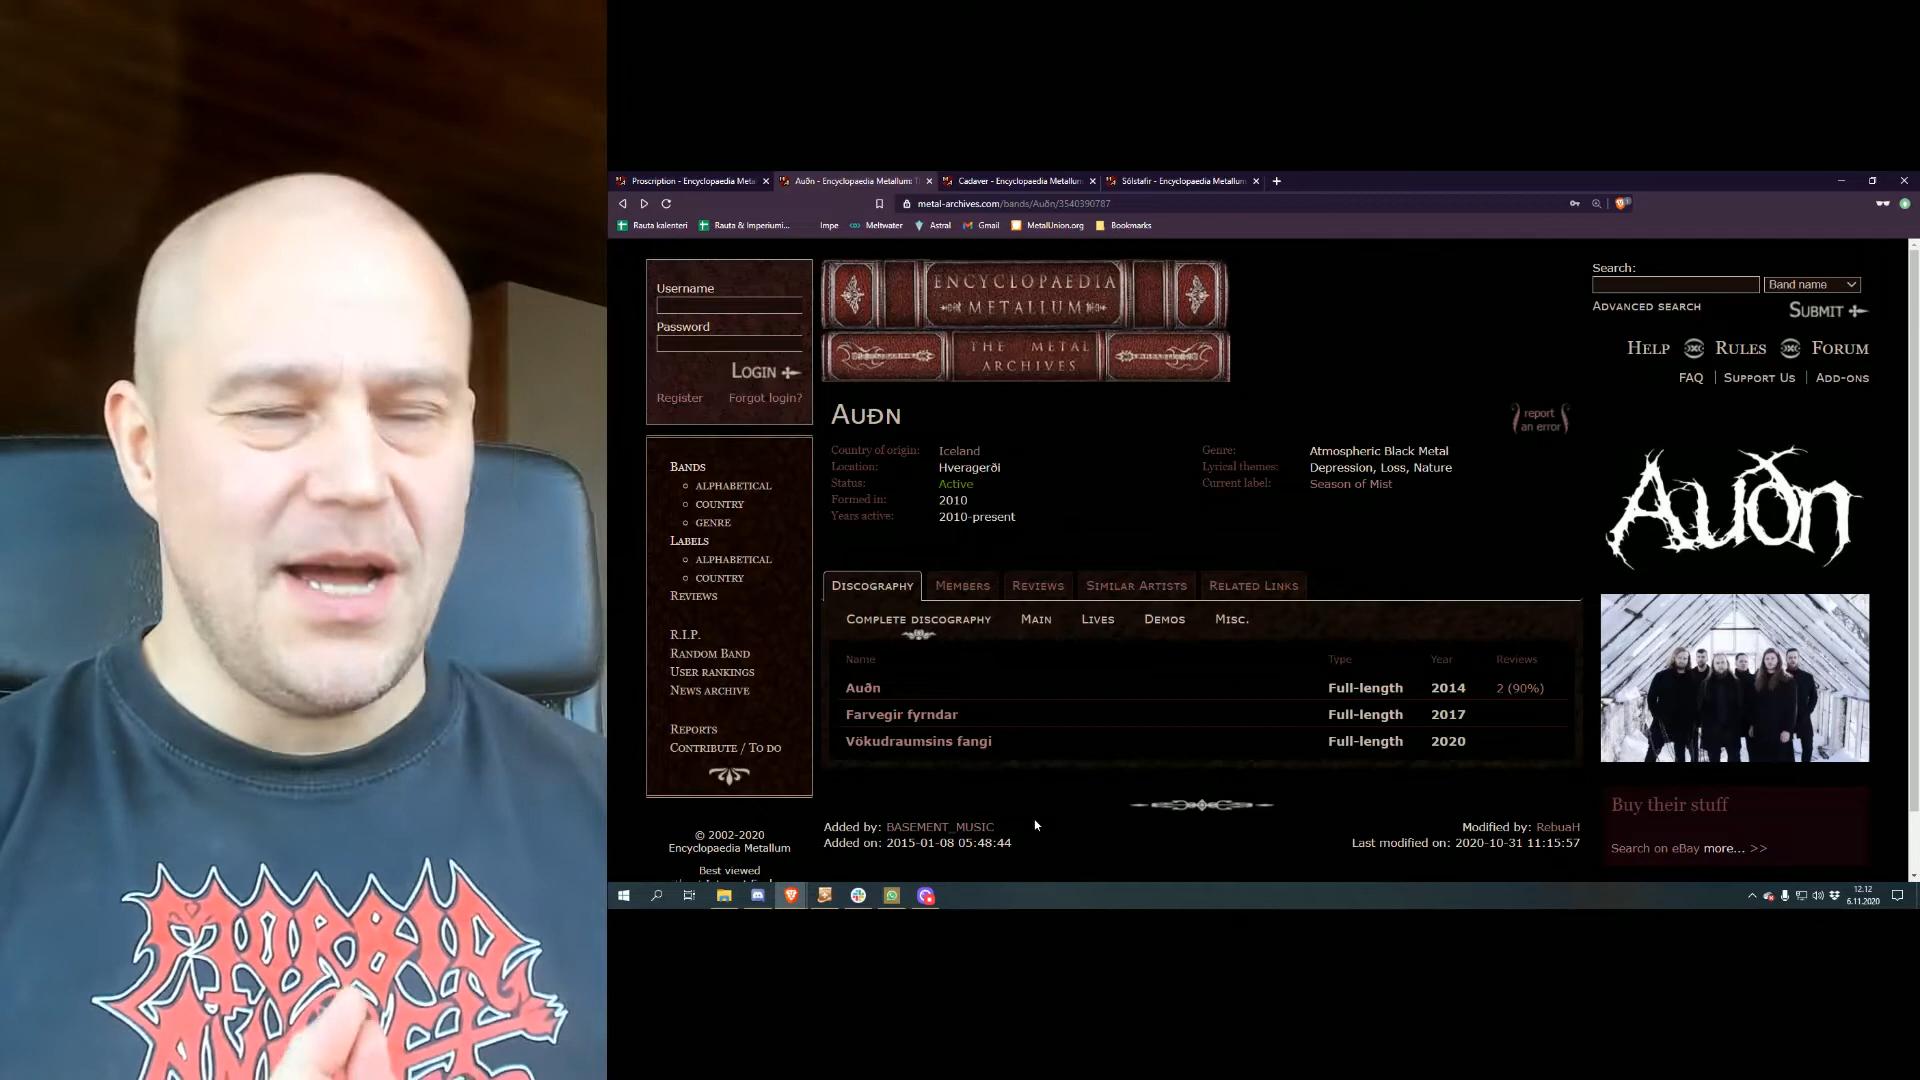 MORBID
ANGEL
Proscription - Encyclopaedia Meta
Auðn - Encyclopaedia Metallum: T
Cadaver - Encyclopaedia Metallum
Sólstafir - Encyclopaedia Metallum
metal-archives.com/bands/Auðn/3540390787
Rauta kalenteri
Rauta & Imperiumi...
Impe
Meltwater
Astral
Gmail
MetalUnion.org
Bookmarks
Username
Password
LOGIN
Register
Forgot login?
ENCYCLOPAEDIA
METALLUM
THE METAL
ARCHIVES
Search:
Band name
ADVANCED SEARCH
SUBMIT
HELP
RULES
FORUM
FAQ
SUPPORT US
ADD-ONS
AUÐN
report
an error
Country of origin: Iceland
Location: Hveragerði
Status: Active
Formed in: 2010
Years active: 2010-present
Genre: Atmospheric Black Metal
Lyrical themes: Depression, Loss, Nature
Current label: Season of Mist
Auðn
BANDS
ALPHABETICAL
COUNTRY
GENRE
LABELS
ALPHABETICAL
COUNTRY
REVIEWS
R.I.P.
RANDOM BAND
USER RANKINGS
NEWS ARCHIVE
REPORTS
CONTRIBUTE / TO DO
DISCOGRAPHY
MEMBERS
REVIEWS
SIMILAR ARTISTS
RELATED LINKS
COMPLETE DISCOGRAPHY
MAIN
LIVES
DEMOS
MISC.
Name Type Year Reviews
Auðn Full-length 2014 2 (90%)
Farvegir fyrndar Full-length 2017
Vökudraumsins fangi Full-length 2020
Added by: BASEMENT_MUSIC
Added on: 2015-01-08 05:48:44
Modified by: RebuaH
Last modified on: 2020-10-31 11:15:57
Buy their stuff
Search on eBay more... >>
© 2002-2020
Encyclopaedia Metallum
Best viewed
12.12
6.11.2020